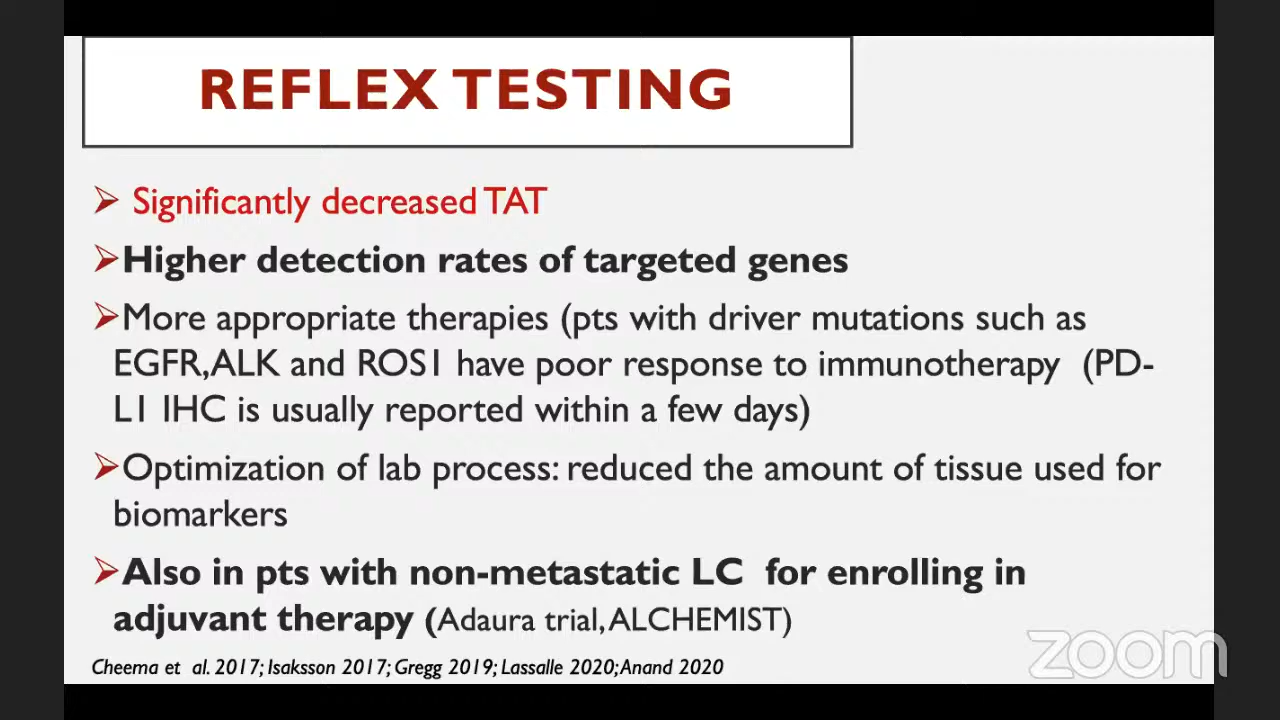 REFLEX TESTING
➤ Significantly decreased TAT
➤Higher detection rates of targeted genes
➤More appropriate therapies (pts with driver mutations such as
EGFR,ALK and ROS1 have poor response to immunotherapy (PD-
L1 IHC is usually reported within a few days)
➤Optimization of lab process: reduced the amount of tissue used for
biomarkers
➤Also in pts with non-metastatic LC for enrolling in
adjuvant therapy (Adaura trial,ALCHEMIST)
Cheema et al. 2017; Isaksson 2017; Gregg 2019; Lassalle 2020;Anand 2020
zoom